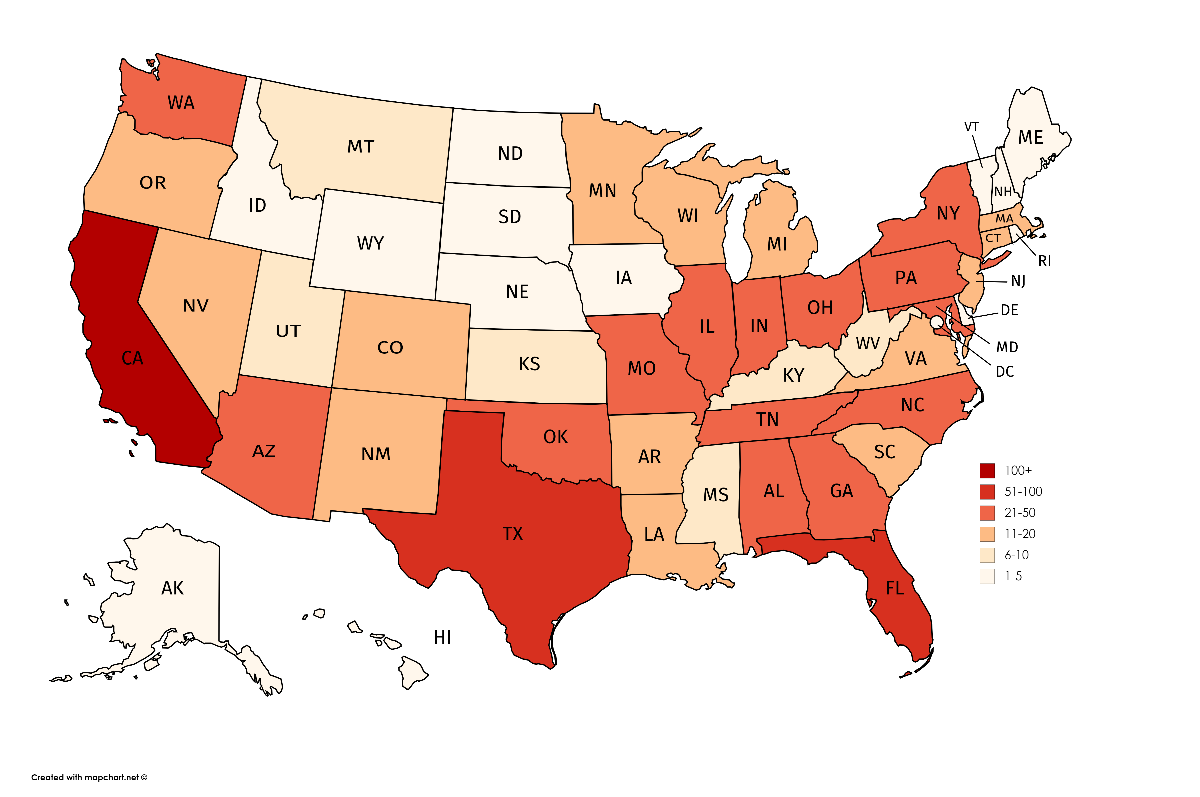 WA
MT
ND
VT
ME
OR
ID
MN
SD
WI
NH
NY
MA
WY
MI
CT
RI
NE
IA
PA
NJ
NV
UT
IL
IN
OH
DE
CO
KS
MO
WV
VA
MD
CA
KY
DC
TN
NC
AZ
NM
OK
AR
SC
MS
AL
GA
TX
LA
100+
51-100
21-50
11-20
6-10
1-5
AK
FL
HI
Created with mapchart.net ©